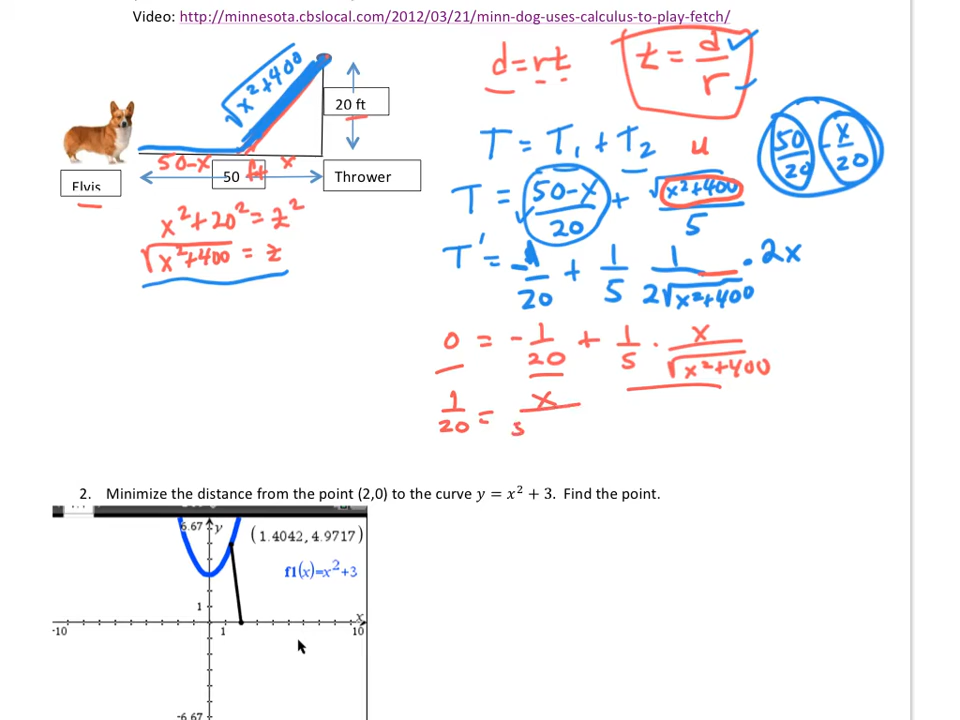 Video: http://minnesota.cbslocal.com/2012/03/21/minn-dog-uses-calculus-to-play-fetch/
d=rt
t = d/r
√x²+400
20 ft
T = T₁ + T₂
u
50/20 - x/20
50-x ft x
50
Thrower
Elvis
T = 50-x/20 + √x²+400/5
x²+20²=z²
√x²+400 = z
T' = -1/20 + 1/5 1/2√x²+400 · 2x
0 = -1/20 + 1/5 · x/√x²+400
1/20 = x/5
2. Minimize the distance from the point (2,0) to the curve y = x² + 3. Find the point.
6.67 y
(1.4042,4.9717)
f1(x)=x²+3
1
x
-10
1
10
-6.67